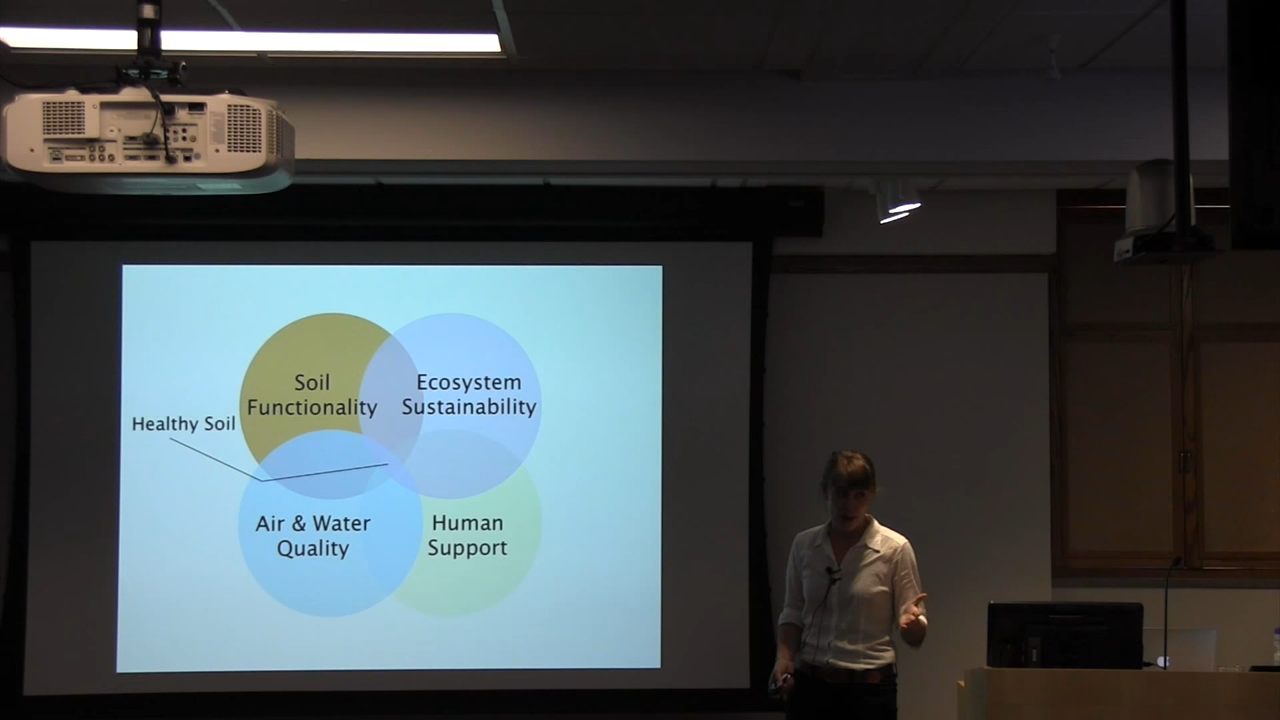 Soil
Functionality
Ecosystem
Sustainability
Healthy Soil
Air & Water
Quality
Human
Support